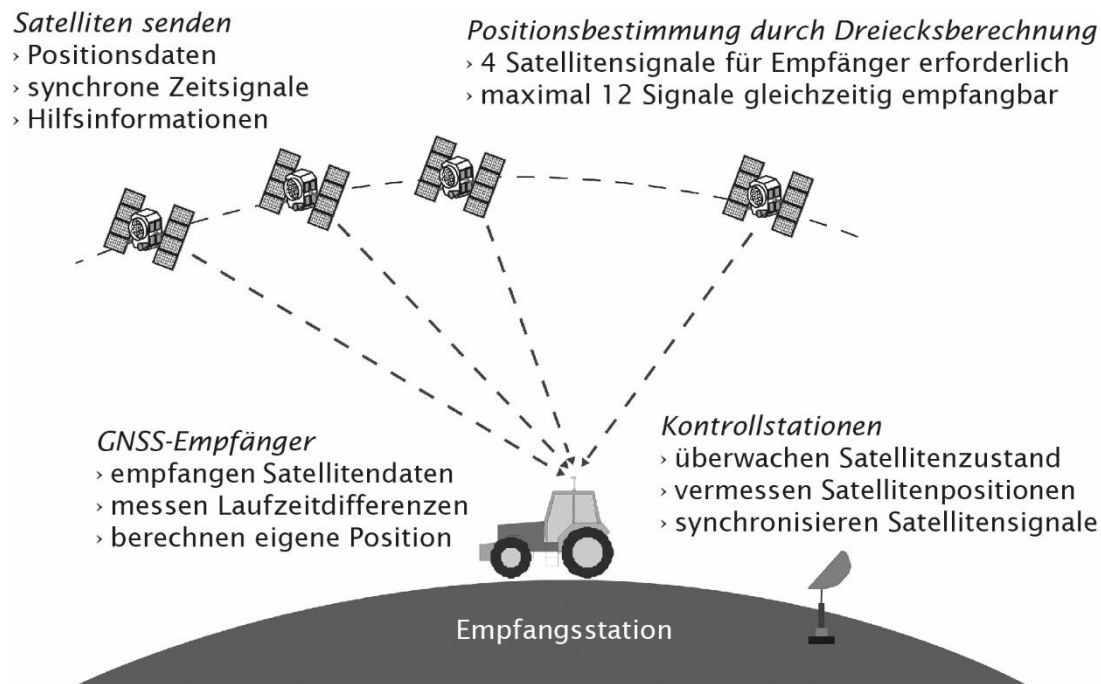 Satelliten senden
› Positionsdaten
› synchrone Zeitsignale
› Hilfsinformationen
Positionsbestimmung durch Dreiecksberechnung
› 4 Satellitensignale für Empfänger erforderlich
› maximal 12 Signale gleichzeitig empfangbar
GNSS-Empfänger
› empfangen Satellitendaten
› messen Laufzeitdifferenzen
› berechnen eigene Position
Kontrollstationen
› überwachen Satellitenzustand
› vermessen Satellitenpositionen
› synchronisieren Satellitensignale
Empfangsstation